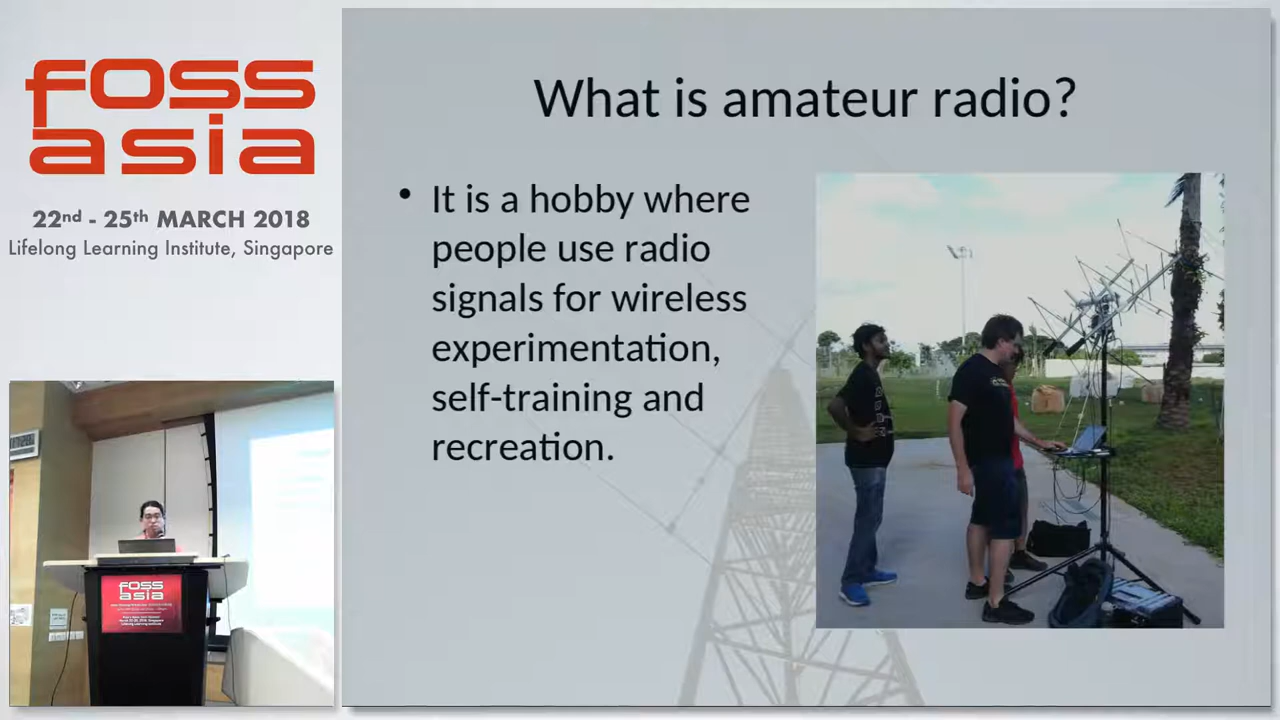 foss
asia
22nd - 25th MARCH 2018
Lifelong Learning Institute, Singapore
What is amateur radio?
• It is a hobby where
people use radio
signals for wireless
experimentation,
self-training and
recreation.
foss
asia